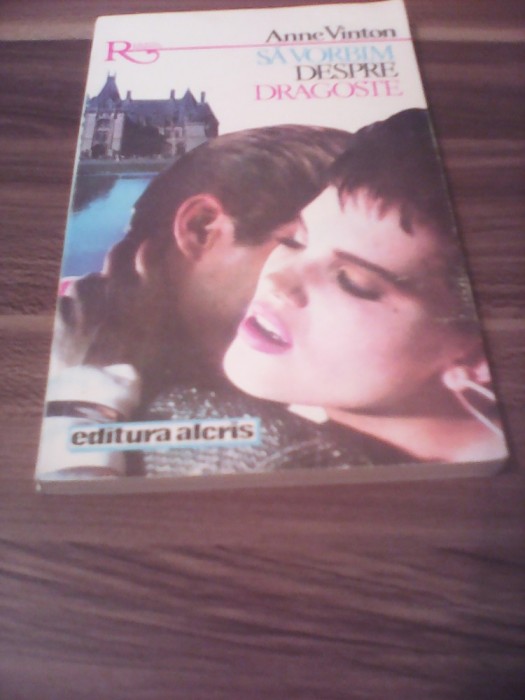 Anne Vinton
SĂ VORBIM
DESPRE
DRAGOSTE
R
editura alcris